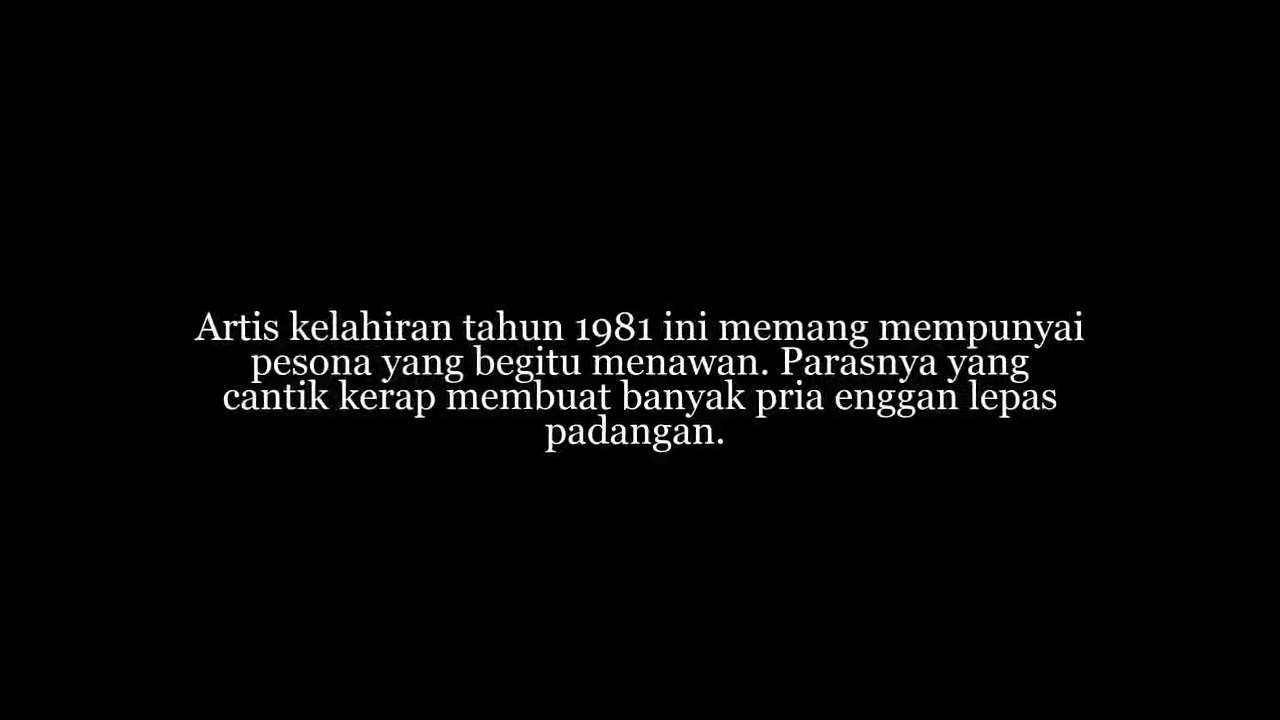 Artis kelahiran tahun 1981 ini memang mempunyai
pesona yang begitu menawan. Parasnya yang
cantik kerap membuat banyak pria enggan lepas
padangan.